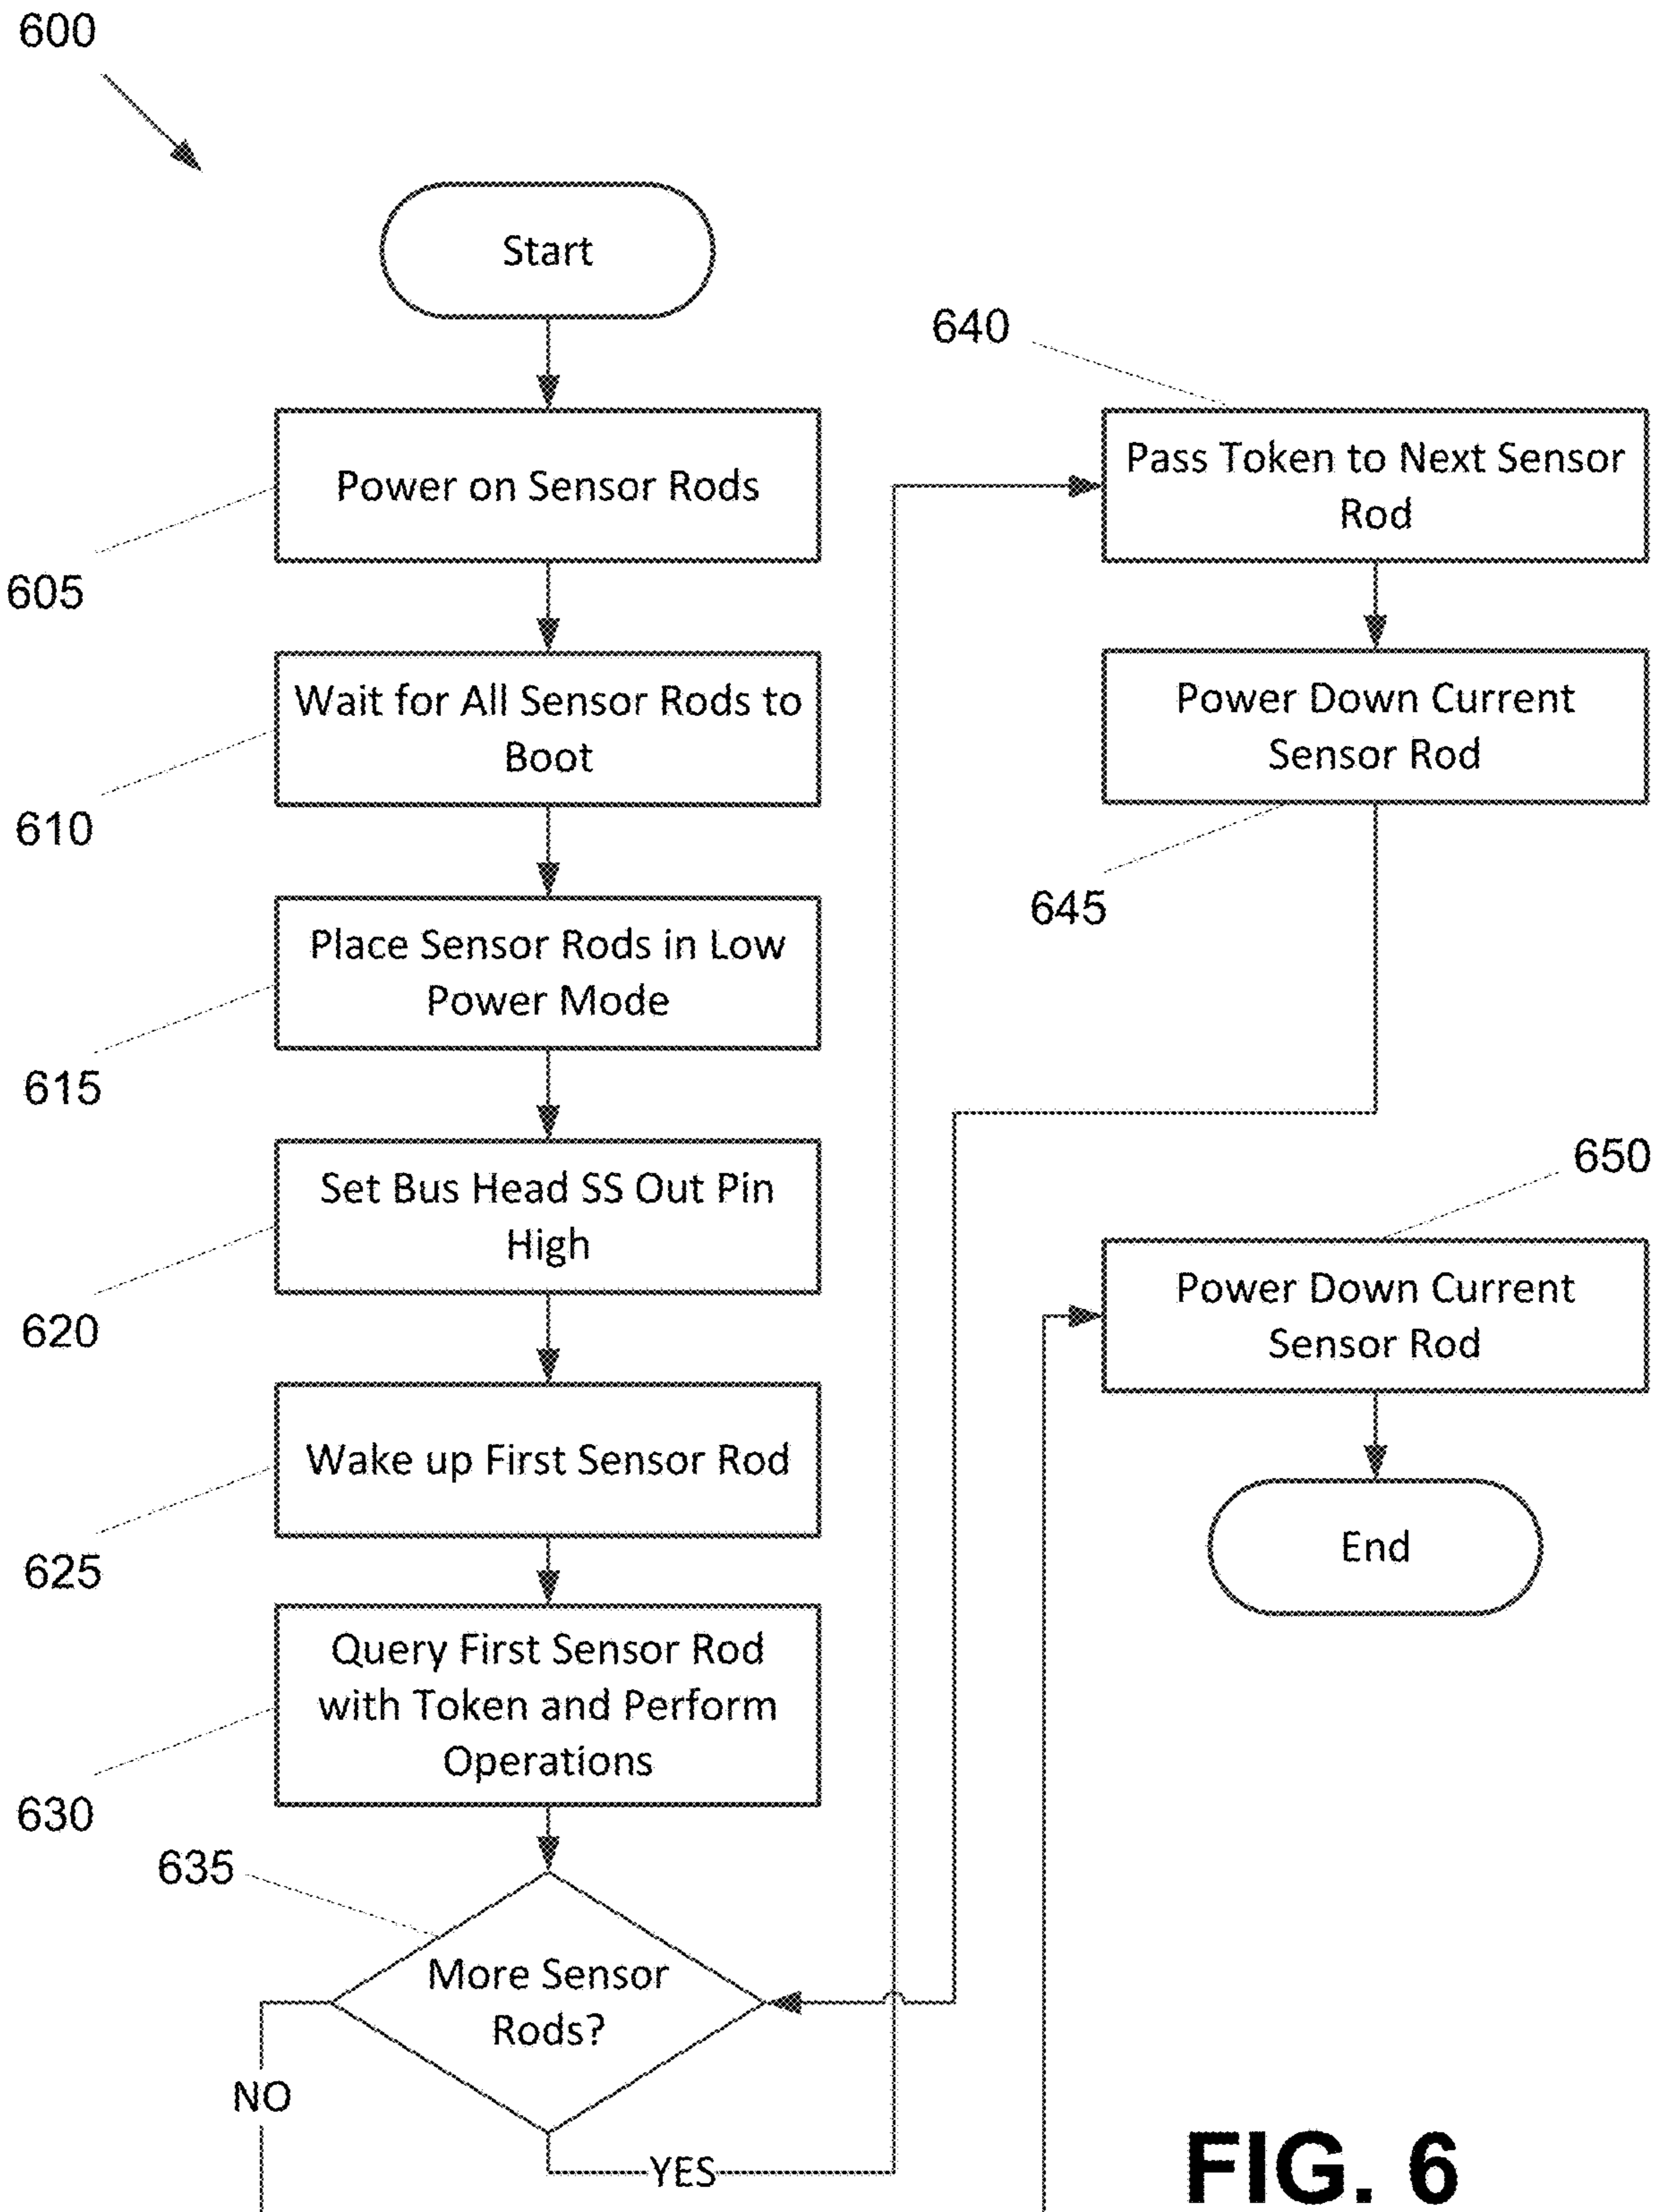 600
Start
Power on Sensor Rods
605
Wait for All Sensor Rods to
Boot
610
Place Sensor Rods in Low
Power Mode
615
Set Bus Head SS Out Pin
High
620
Wake up First Sensor Rod
625
Query First Sensor Rod
with Token and Perform
Operations
630
635
More Sensor
Rods?
NO
YES
640
Pass Token to Next Sensor
Rod
Power Down Current
Sensor Rod
645
650
Power Down Current
Sensor Rod
End
FIG. 6